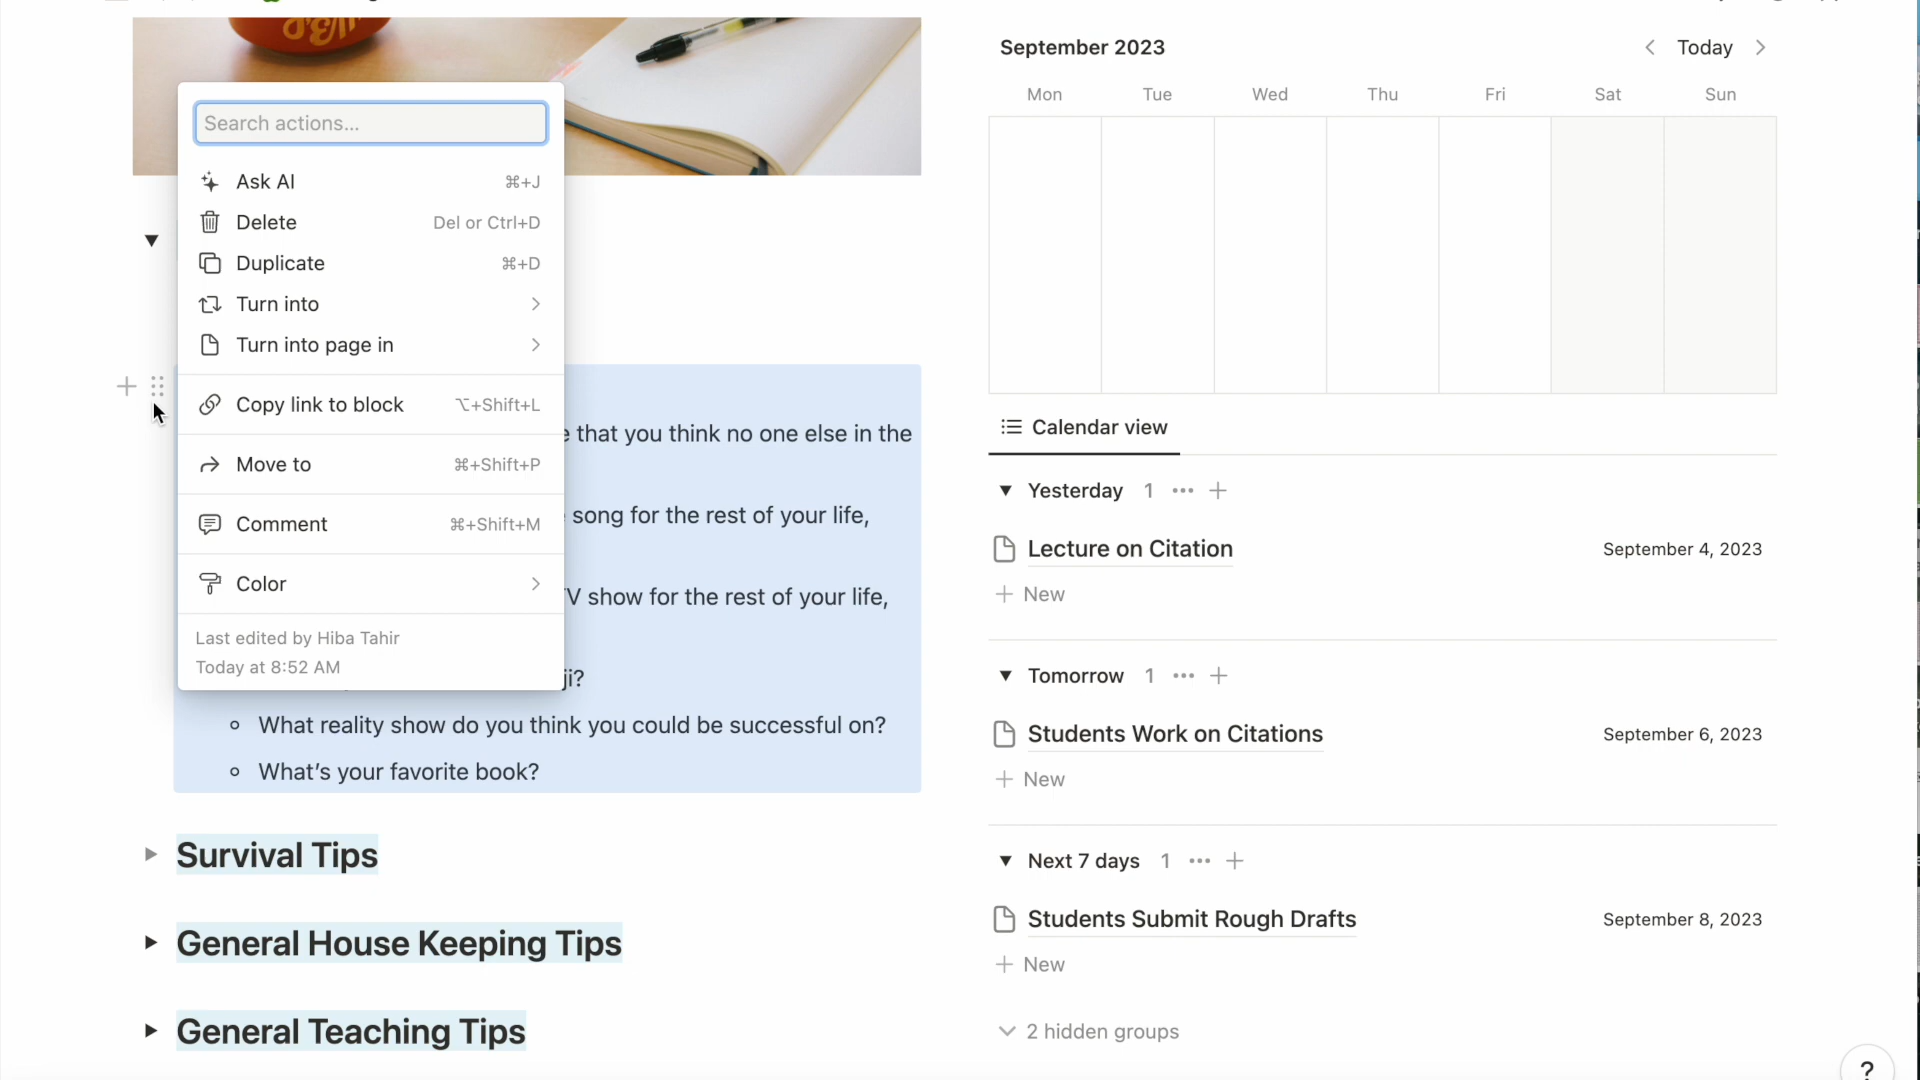 Search actions...
Ask AI ⌘+J
Delete Del or Ctrl+D
Duplicate ⌘+D
Turn into
Turn into page in
Copy link to block ⌥+Shift+L
Move to ⌘+Shift+P
Comment ⌘+Shift+M
Color
Last edited by Hiba Tahir
Today at 8:52 AM
that you think no one else in the
song for the rest of your life,
V show for the rest of your life,
ji?
What reality show do you think you could be successful on?
What's your favorite book?
Survival Tips
General House Keeping Tips
General Teaching Tips
September 2023
Today
Mon Tue Wed Thu Fri Sat Sun
Calendar view
Yesterday 1 ••• +
Lecture on Citation September 4, 2023
+ New
Tomorrow 1 ••• +
Students Work on Citations September 6, 2023
+ New
Next 7 days 1 ••• +
Students Submit Rough Drafts September 8, 2023
+ New
2 hidden groups
?